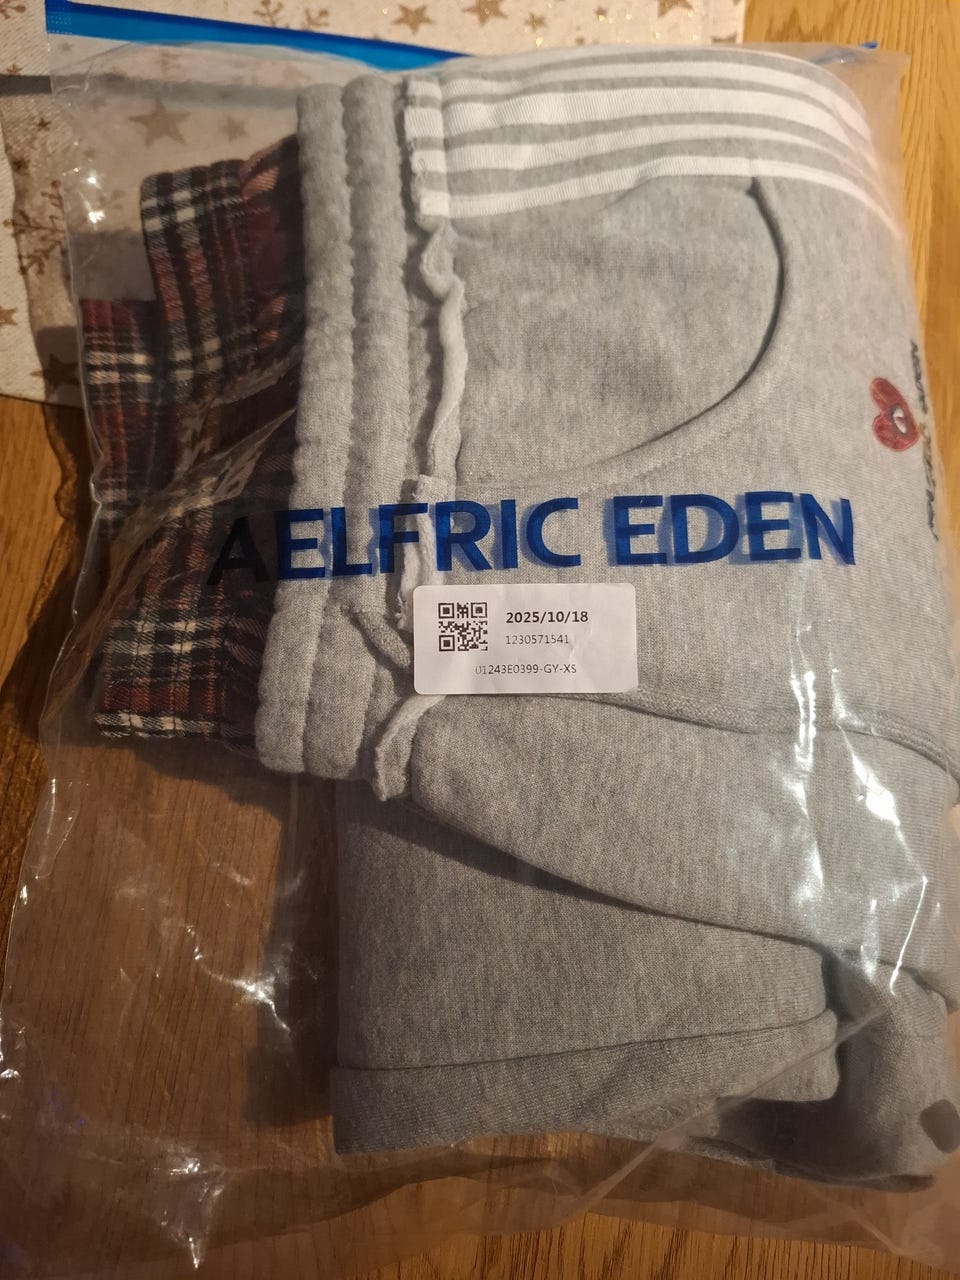 AELFRIC EDEN
2025/10/18
1230571541
01243E0399-GY-XS